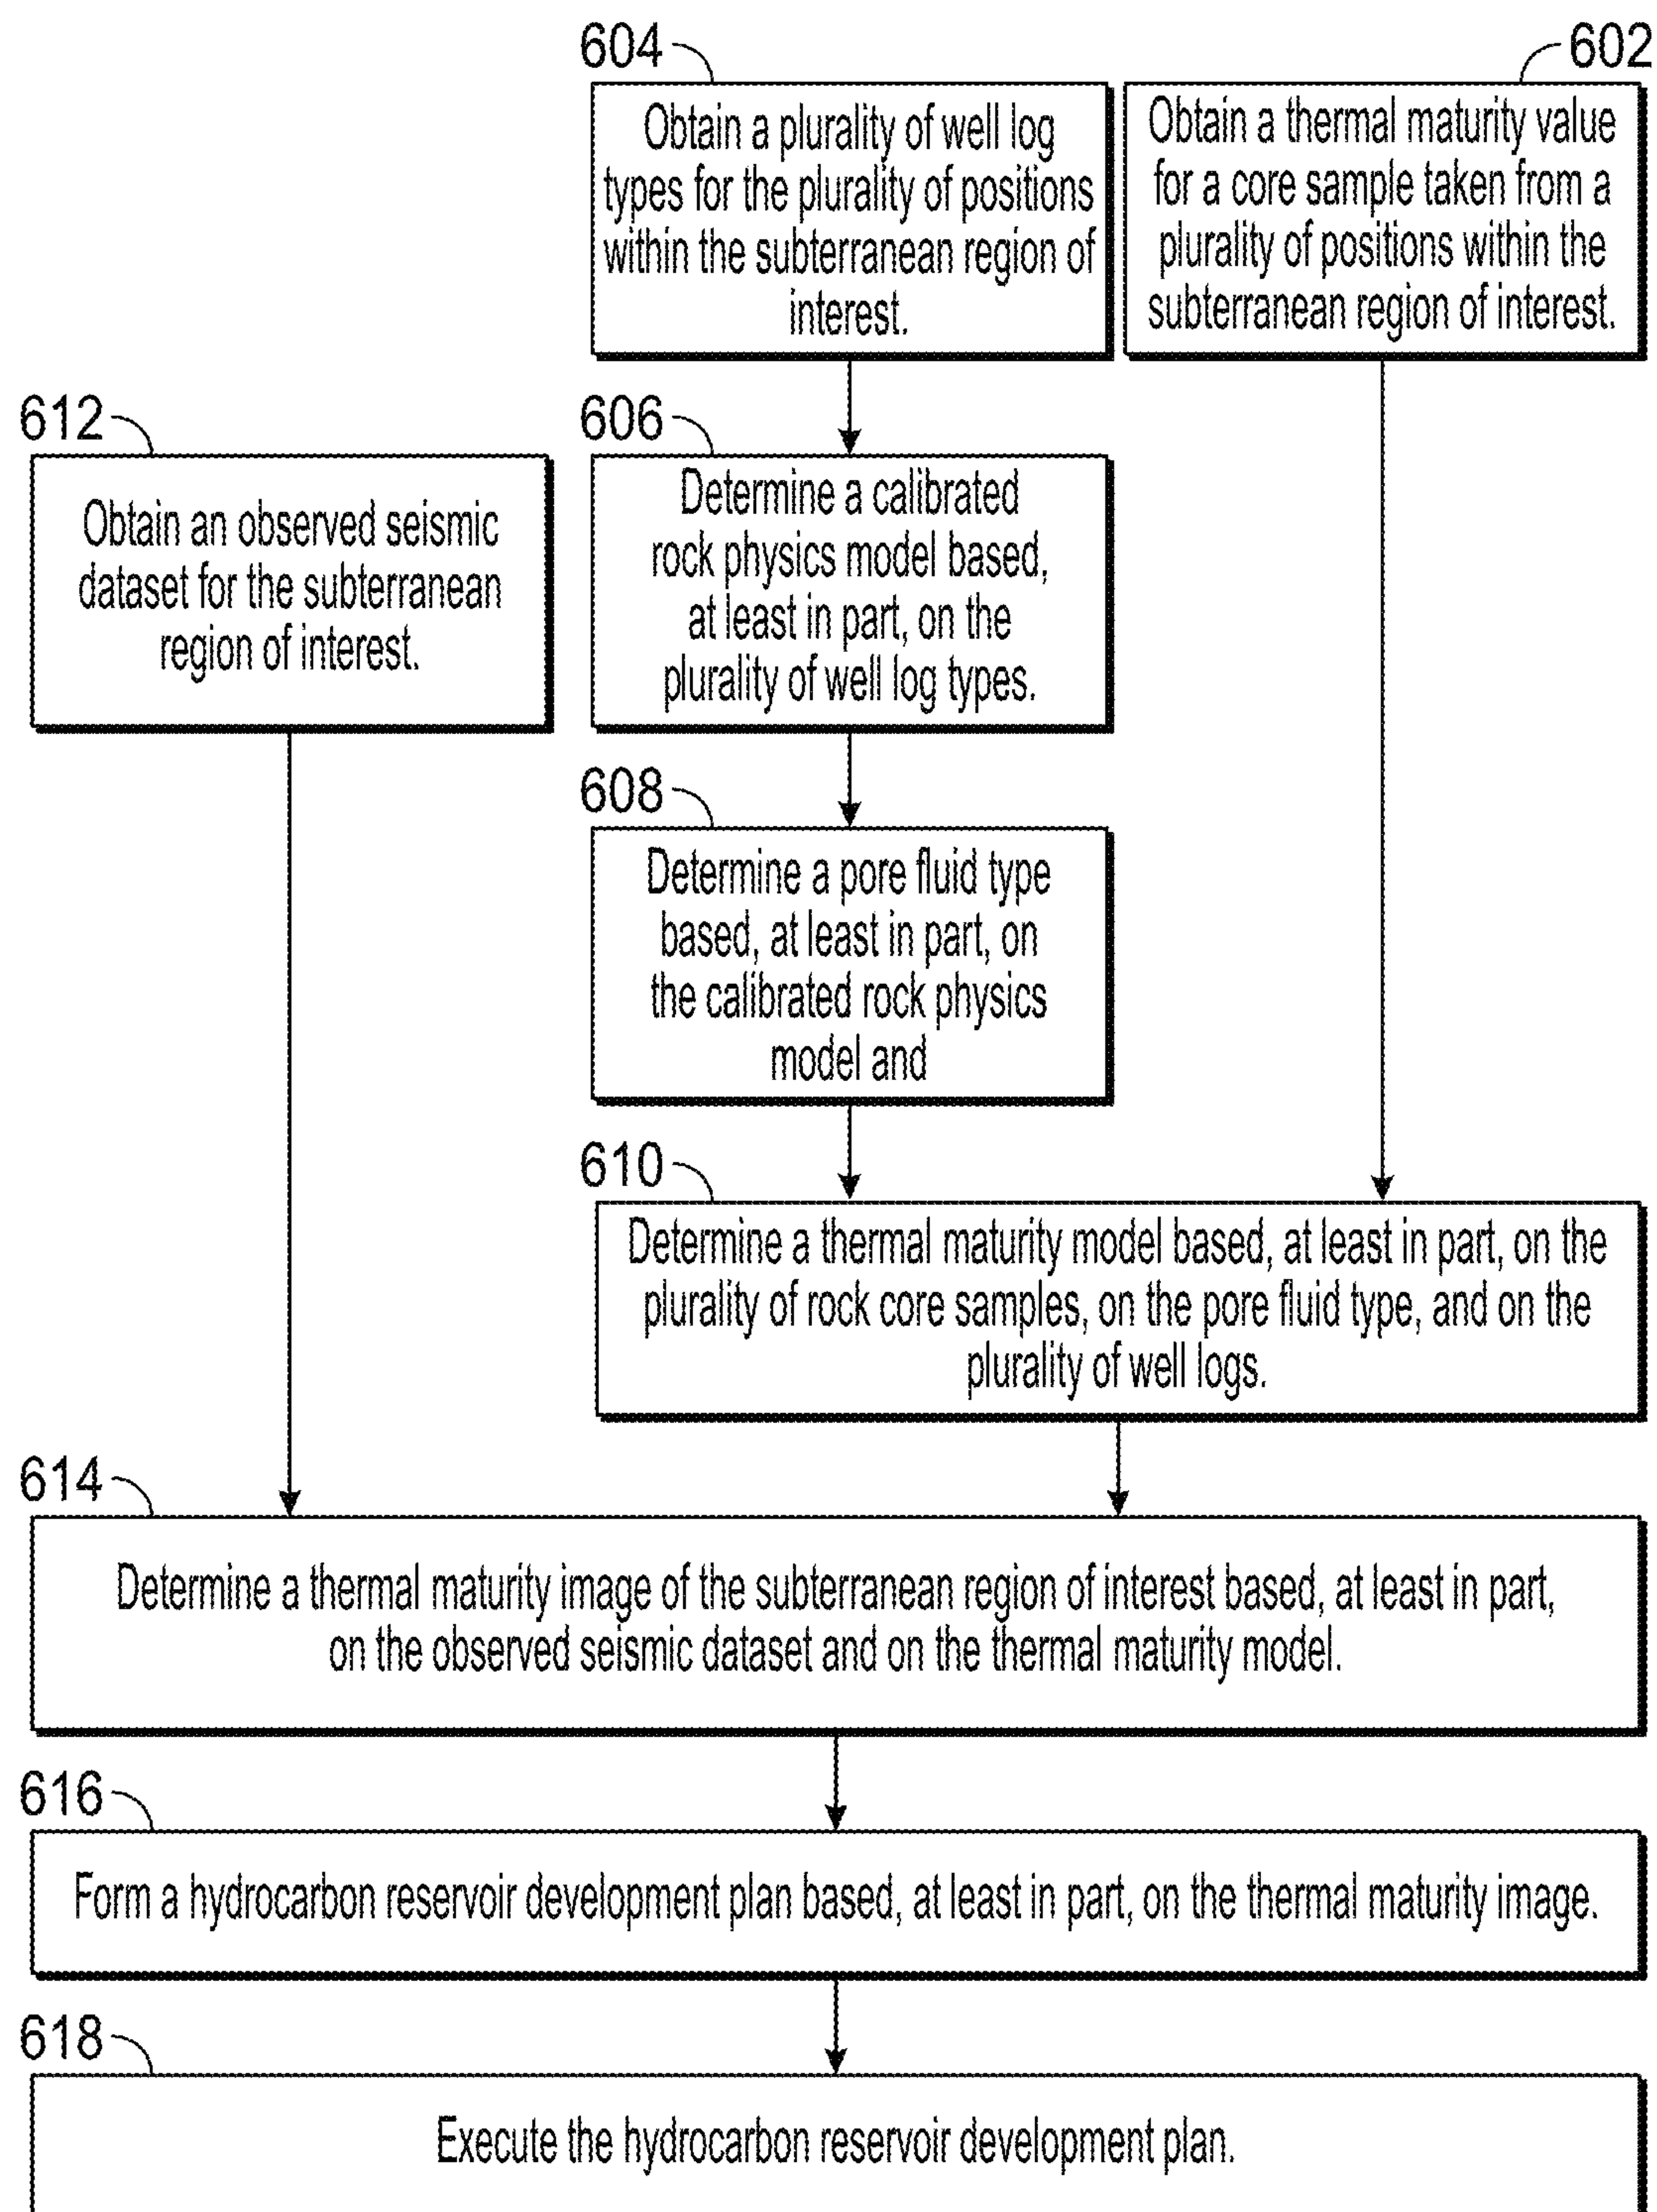 604
Obtain a plurality of well log
types for the plurality of positions
within the subterranean region of
interest.
602
Obtain a thermal maturity value
for a core sample taken from a
plurality of positions within the
subterranean region of interest.
612
Obtain an observed seismic
dataset for the subterranean
region of interest.
606
Determine a calibrated
rock physics model based,
at least in part, on the
plurality of well log types.
608
Determine a pore fluid type
based, at least in part, on
the calibrated rock physics
model and
610
Determine a thermal maturity model based, at least in part, on the
plurality of rock core samples, on the pore fluid type, and on the
plurality of well logs.
614
Determine a thermal maturity image of the subterranean region of interest based, at least in part,
on the observed seismic dataset and on the thermal maturity model.
616
Form a hydrocarbon reservoir development plan based, at least in part, on the thermal maturity image.
618
Execute the hydrocarbon reservoir development plan.